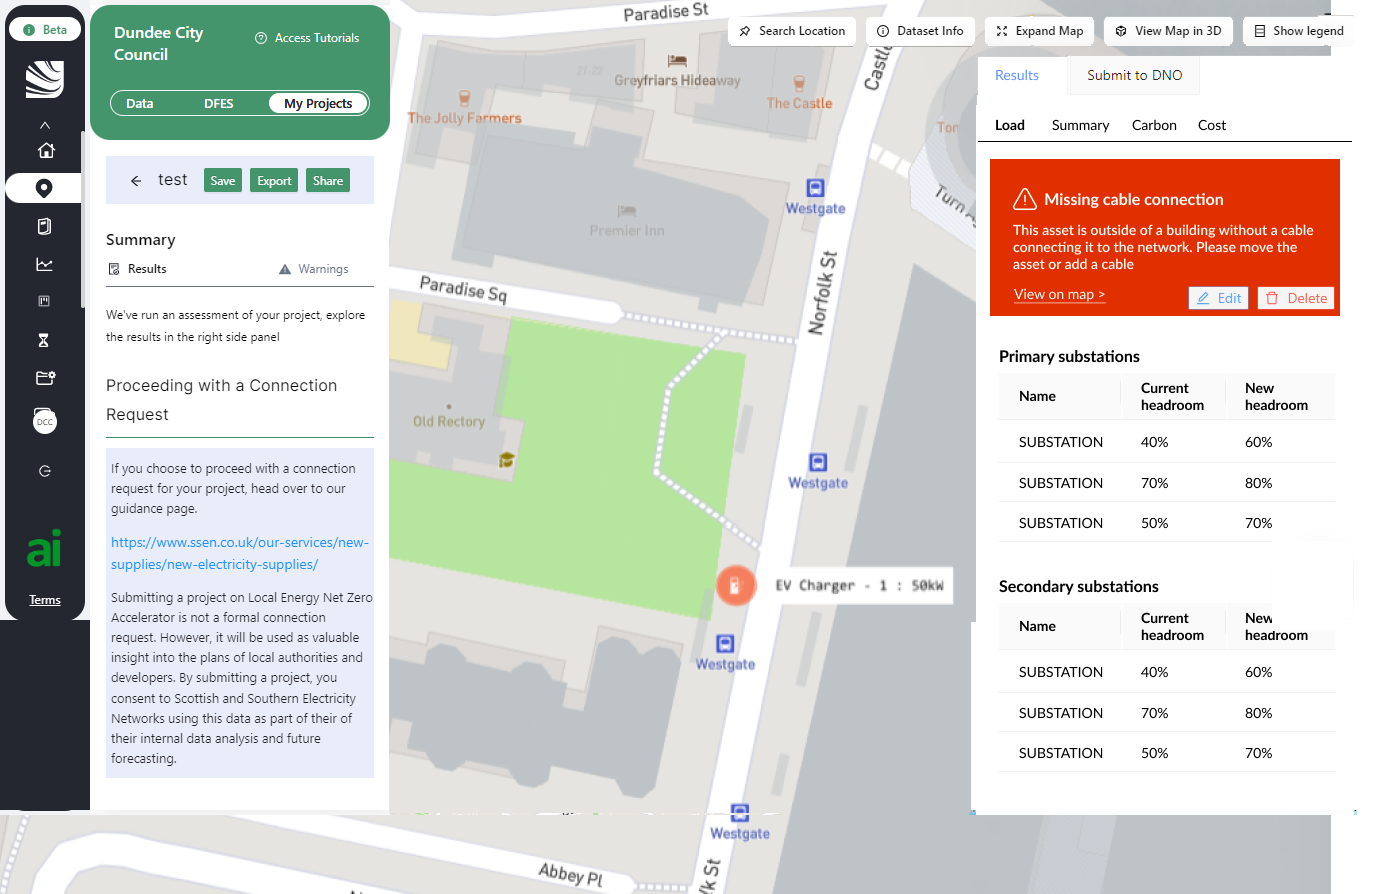 Beta
DCC
ai
Terms
Dundee City
Council
Access Tutorials
Data
DFES
My Projects
test
Save
Export
Share
Summary
Results
Warnings
We've run an assessment of your project, explore
the results in the right side panel
Proceeding with a Connection
Request
If you choose to proceed with a connection
request for your project, head over to our
guidance page.
https://www.ssen.co.uk/our-services/new-
supplies/new-electricity-supplies/
Submitting a project on Local Energy Net Zero
Accelerator is not a formal connection
request. However, it will be used as valuable
insight into the plans of local authorities and
developers. By submitting a project, you
consent to Scottish and Southern Electricity
Networks using this data as part of their of
their internal data analysis and future
forecasting.
Search Location
Dataset Info
Expand Map
View Map in 3D
Show legend
Paradise St
Castle
21-22
Greyfriars Hideaway
The Castle
The Jolly Farmers
Tor
Turn
Westgate
Premier Inn
Norfolk St
Paradise Sq
Old Rectory
Westgate
EV Charger - 1 : 50kW
Westgate
Westgate
Abbey Pl
k St
Results
Submit to DNO
Load
Summary
Carbon
Cost
Missing cable connection
This asset is outside of a building without a cable
connecting it to the network. Please move the
asset or add a cable
View on map >
Edit
Delete
Primary substations
Name
Current
headroom
New
headroom
SUBSTATION 40% 60%
SUBSTATION 70% 80%
SUBSTATION 50% 70%
Secondary substations
Name
Current
headroom
New
headroom
SUBSTATION 40% 60%
SUBSTATION 70% 80%
SUBSTATION 50% 70%